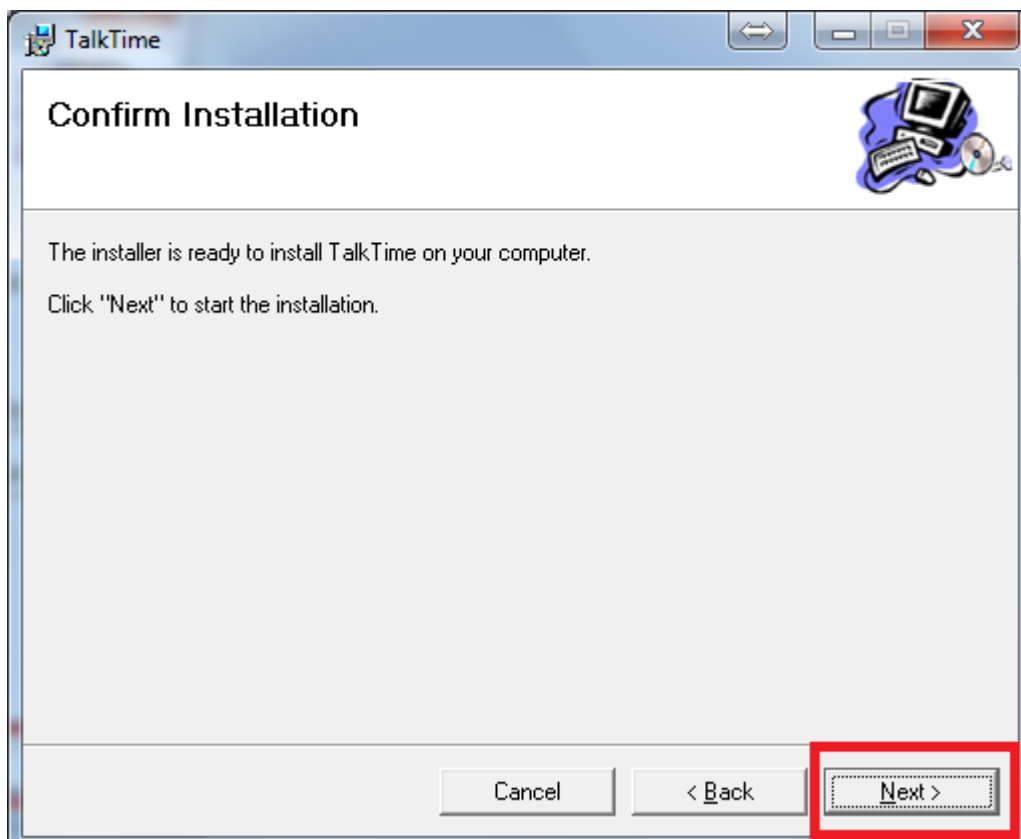 TalkTime
Confirm Installation
The installer is ready to install TalkTime on your computer.
Click "Next" to start the installation.
Cancel
< Back
Next >